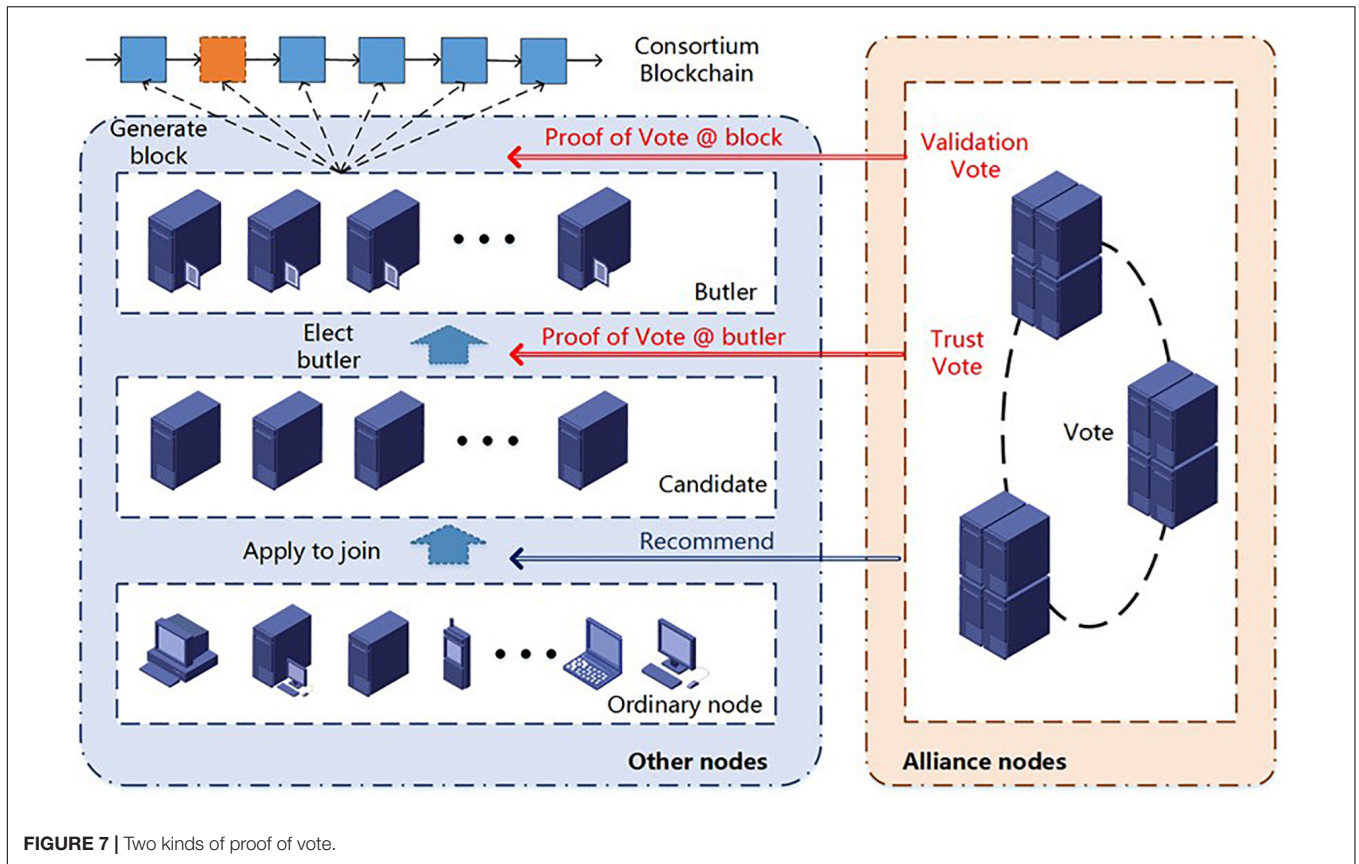 Consortium
Blockchain
Generate
block
Proof of Vote @ block
Validation
Vote
Butler
Elect
butler
Proof of Vote @ butler
Trust
Vote
Vote
Candidate
Apply to join
Recommend
Ordinary node
Other nodes
Alliance nodes
FIGURE 7 | Two kinds of proof of vote.